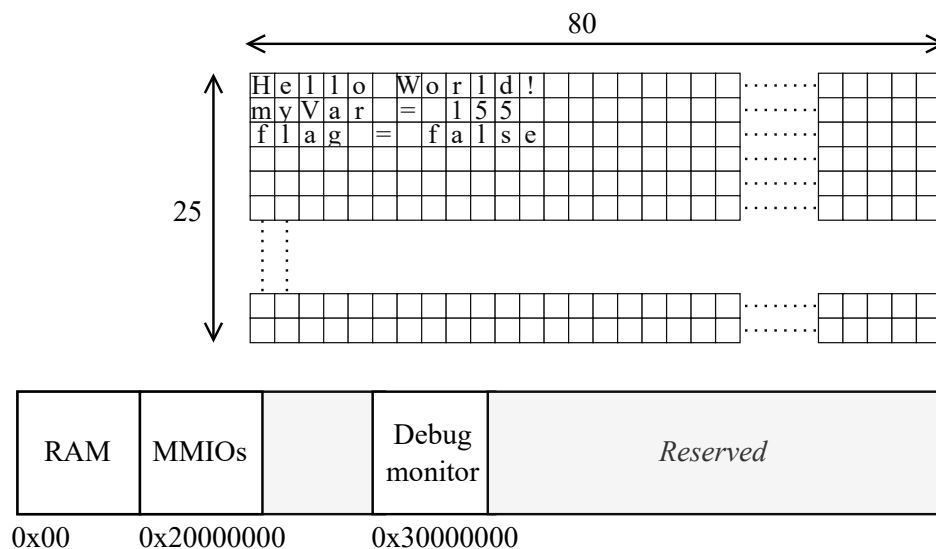 80
Hello World!
myVar = 155
flag = false
25
RAM
MMIOs
Debug
monitor
Reserved
0x00
0x20000000
0x30000000